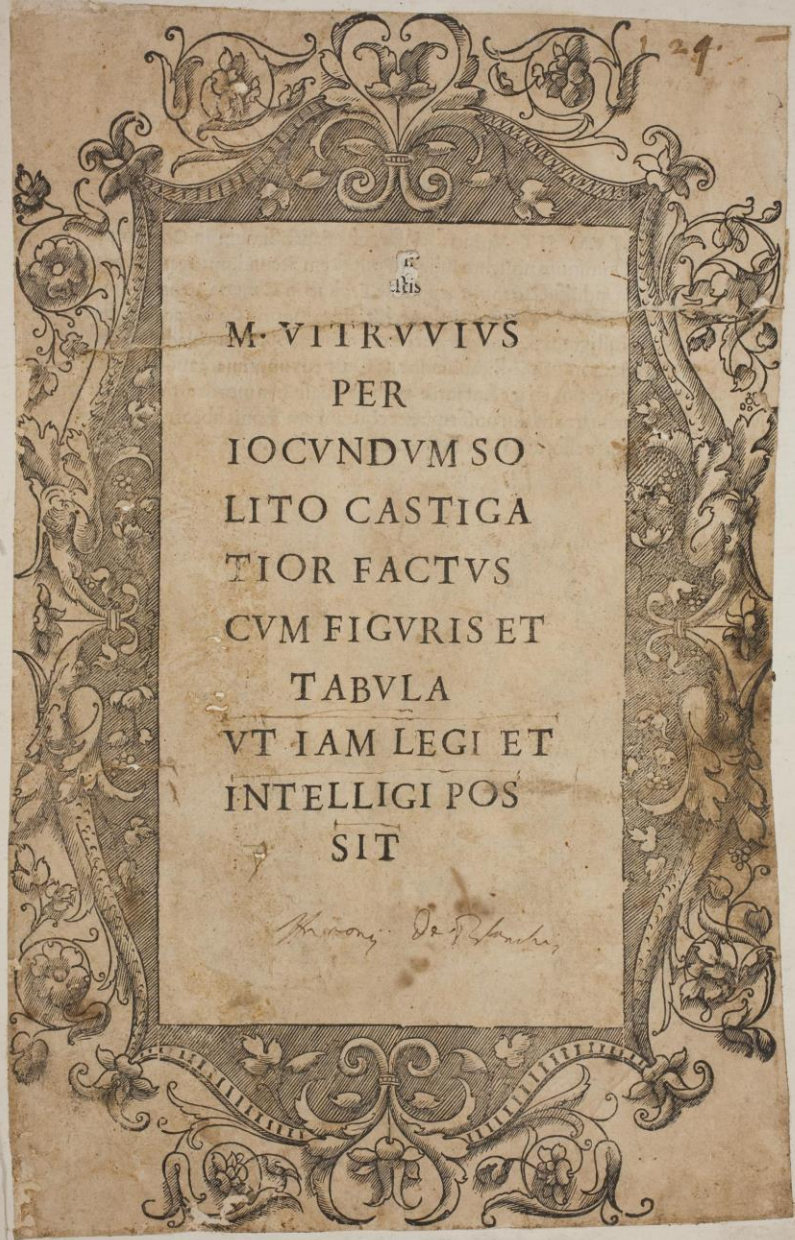 124.
M. VITRVVIVS
PER
IOCVNDVM SO
LITO CASTIGA
TIOR FACTVS
CVM FIGVRIS ET
TABVLA
VT IAM LEGI ET
INTELLIGI POS
SIT